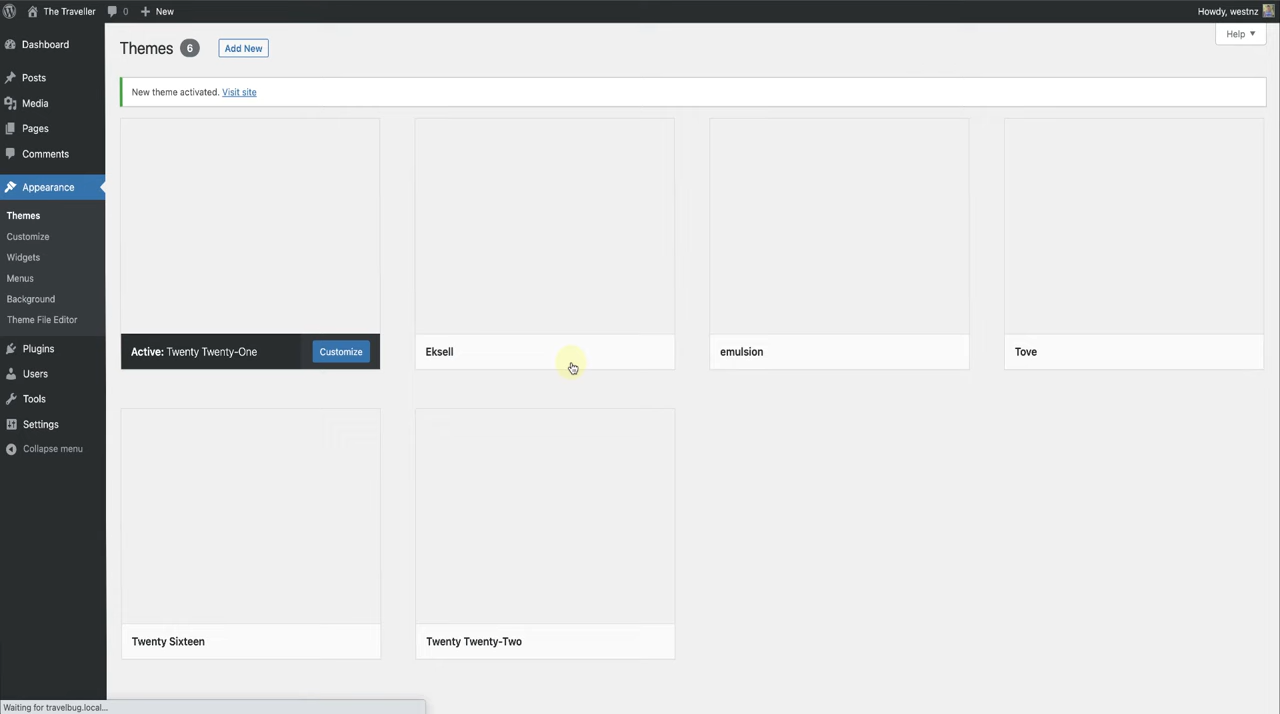 The Traveller
0
New
Howdy, westnz
Dashboard
Posts
Media
Pages
Comments
Appearance
Themes
Customize
Widgets
Menus
Background
Theme File Editor
Plugins
Users
Tools
Settings
Collapse menu
Themes 6
Add New
Help
New theme activated. Visit site
Active: Twenty Twenty-One
Customize
Eksell
emulsion
Tove
Twenty Sixteen
Twenty Twenty-Two
Waiting for travelbug.local...